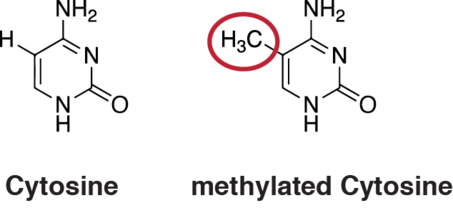 NH₂
H
N
N
H
O
Cytosine
NH₂
H₃C
N
N
H
O
methylated Cytosine